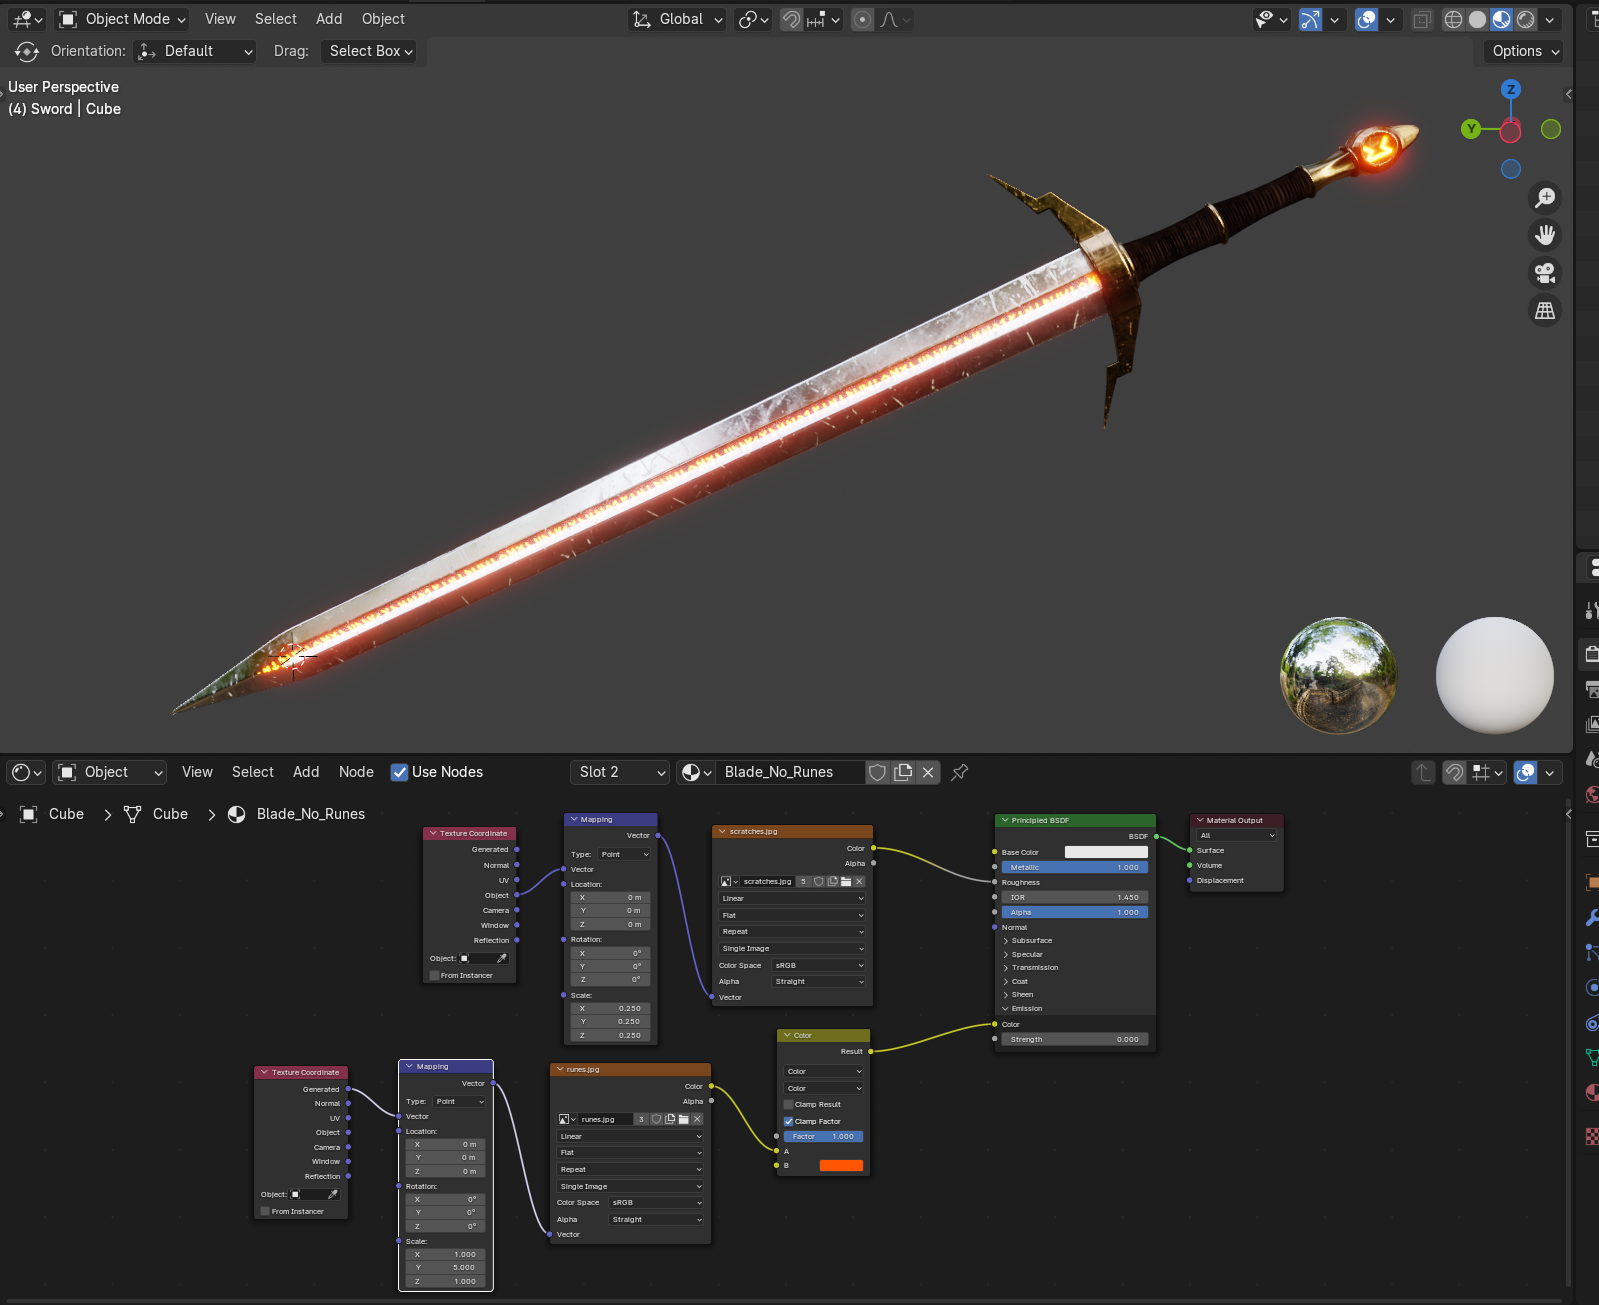 Object Mode View Select Add Object Global
Orientation: Default Drag: Select Box Options
User Perspective
(4) Sword | Cube
Z
Y
Object View Select Add Node Use Nodes Slot 2 Blade_No_Runes
Cube Cube Blade_No_Runes
Texture Coordinate
Generated
Normal
UV
Object
Camera
Window
Reflection
Object:
From Instancer
Mapping
Vector
Type: Point
Vector
Location:
X 0 m
Y 0 m
Z 0 m
Rotation:
X 0°
Y 0°
Z 0°
Scale:
X 0.250
Y 0.250
Z 0.250
scratches.jpg
Color
Alpha
scratches.jpg 5
Linear
Flat
Repeat
Single Image
Color Space sRGB
Alpha Straight
Vector
Principled BSDF
BSDF
Base Color
Metallic 1.000
Roughness
IOR 1.450
Alpha 1.000
Normal
Subsurface
Specular
Transmission
Coat
Sheen
Emission
Color
Strength 0.000
Material Output
All
Surface
Volume
Displacement
Texture Coordinate
Generated
Normal
UV
Object
Camera
Window
Reflection
Object:
From Instancer
Mapping
Vector
Type: Point
Vector
Location:
X 0 m
Y 0 m
Z 0 m
Rotation:
X 0°
Y 0°
Z 0°
Scale:
X 1.000
Y 5.000
Z 1.000
runes.jpg
Color
Alpha
runes.jpg 3
Linear
Flat
Repeat
Single Image
Color Space sRGB
Alpha Straight
Vector
Color
Result
Color
Color
Clamp Result
Clamp Factor
Factor 1.000
A
B